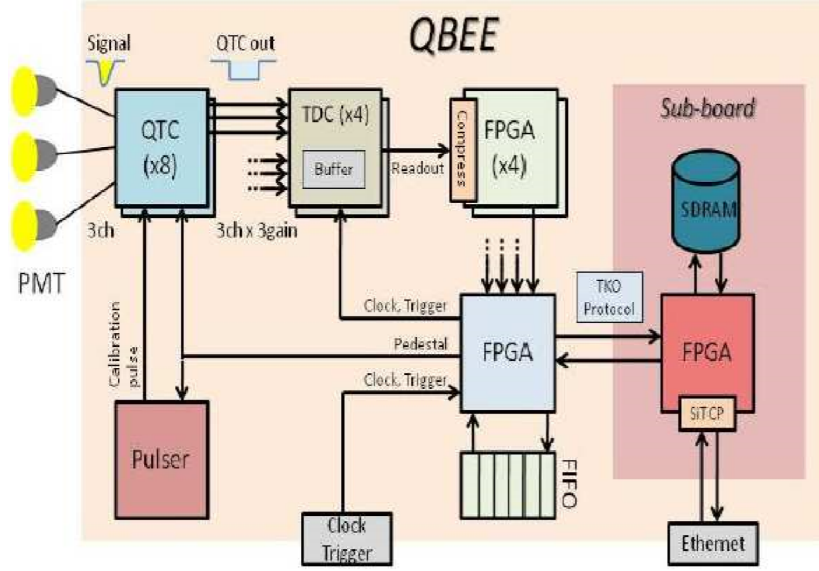 QBEE
Signal
QTC out
QTC
(x8)
TDC (x4)
Buffer
Readout
Compress
FPGA
(x4)
Sub-board
SDRAM
3ch
3ch x 3gain
PMT
Calibration
pulse
Clock, Trigger
Pedestal
Clock, Trigger
FPGA
TKO
Protocol
FPGA
SiTCP
Pulser
FIFO
Clock
Trigger
Ethernet